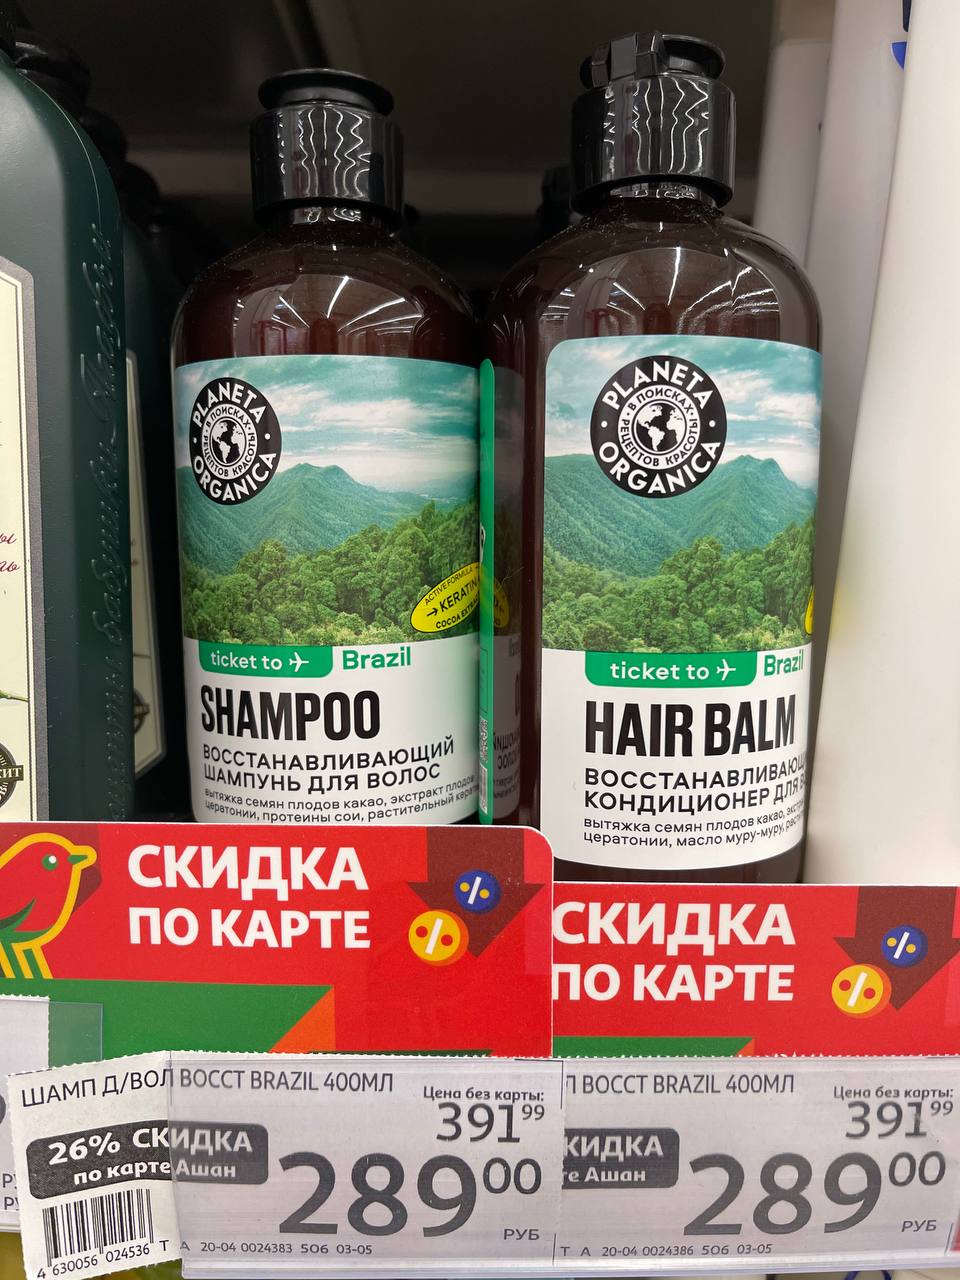 PLANETA ORGANICA
В ПОИСКАХ РЕЦЕПТОВ КРАСОТЫ
ACTIVE FORMULA
→ KERATIN
COCOA
ticket to Brazil
SHAMPOO
ВОССТАНАВЛИВАЮЩИЙ
ШАМПУНЬ ДЛЯ ВОЛОС
вытяжка семян плодов какао, экстракт плодов
цератонии, протеины сои, растительный
PLANETA ORGANICA
В ПОИСКАХ РЕЦЕПТОВ КРАСОТЫ
ticket to Brazil
HAIR BALM
ВОССТАНАВЛИВАЮЩ
КОНДИЦИОНЕР ДЛЯ
вытяжка семян плодов какао,
цератонии, масло муру-муру,
СКИДКА
ПО КАРТЕ
СКИДКА
ПО КАРТЕ
ШАМП Д/ВОЛ ВОССТ BRAZIL 400МЛ
Цена без карты:
391 99
26% СКИДКА
по карте Ашан
289 00
РУБ
4 630056 024536
Т А 20-04 0024383 506 03-05
ВОССТ BRAZIL 400МЛ
Цена без карты:
391 99
КИДКА
те Ашан
289 00
РУБ
Т А 20-04 0024386 506 03-05